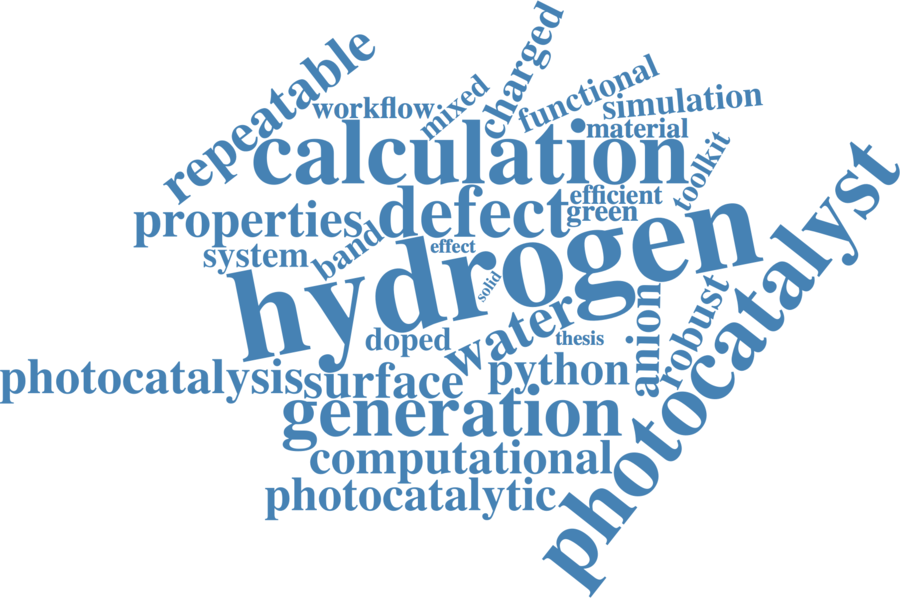 charged
repeatable
workflow
mixed
functional
simulation
material
calculation
toolkit
efficient
green
properties
defect
photocatalyst
system
band
effect
hydrogen
solid
doped
water
thesis
anion
robust
photocatalysis
surface
python
generation
computational
photocatalytic